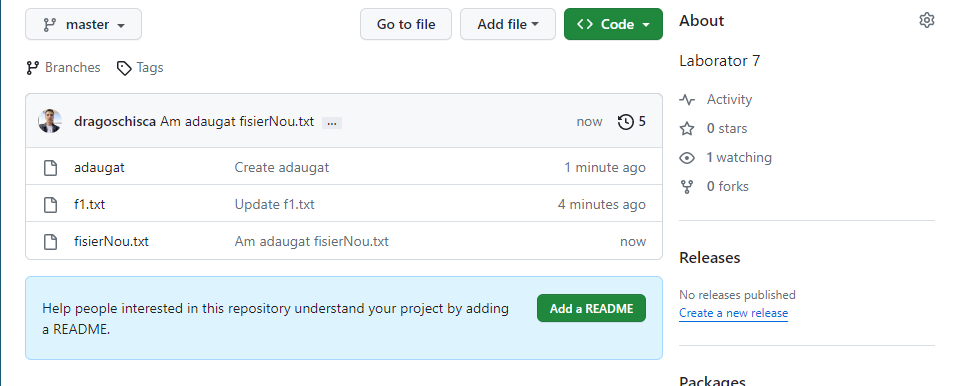 master
Go to file
Add file
<> Code
Branches
Tags
dragoschisca Am adaugat fisierNou.txt ... now 5
adaugat Create adaugat 1 minute ago
f1.txt Update f1.txt 4 minutes ago
fisierNou.txt Am adaugat fisierNou.txt now
Help people interested in this repository understand your project by adding
a README.
Add a README
About
Laborator 7
Activity
0 stars
1 watching
0 forks
Releases
No releases published
Create a new release
Packages